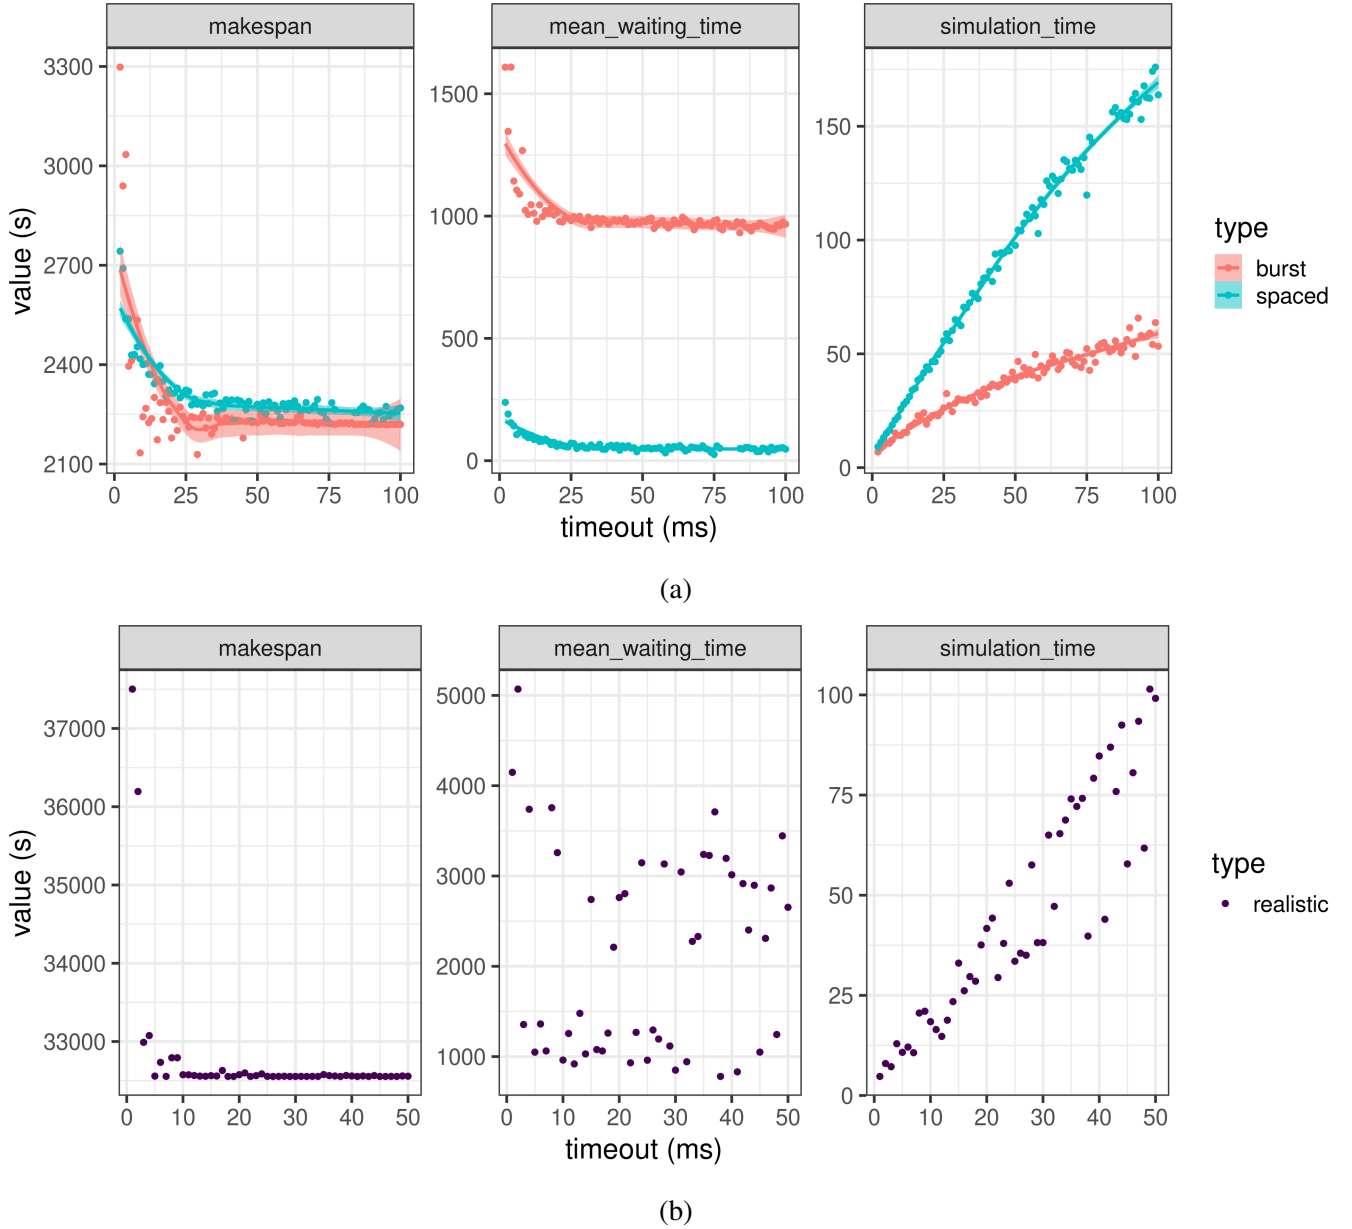 makespan mean_waiting_time simulation_time
value (s)
3300
3000
2700
2400
2100
0 25 50 75 100
1500
1000
500
0
0 25 50 75 100
150
100
50
0
0 25 50 75 100
timeout (ms)
type
burst
spaced
(a)
makespan mean_waiting_time simulation_time
value (s)
37000
36000
35000
34000
33000
0 10 20 30 40 50
5000
4000
3000
2000
1000
0 10 20 30 40 50
100
75
50
25
0
0 10 20 30 40 50
timeout (ms)
type
realistic
(b)